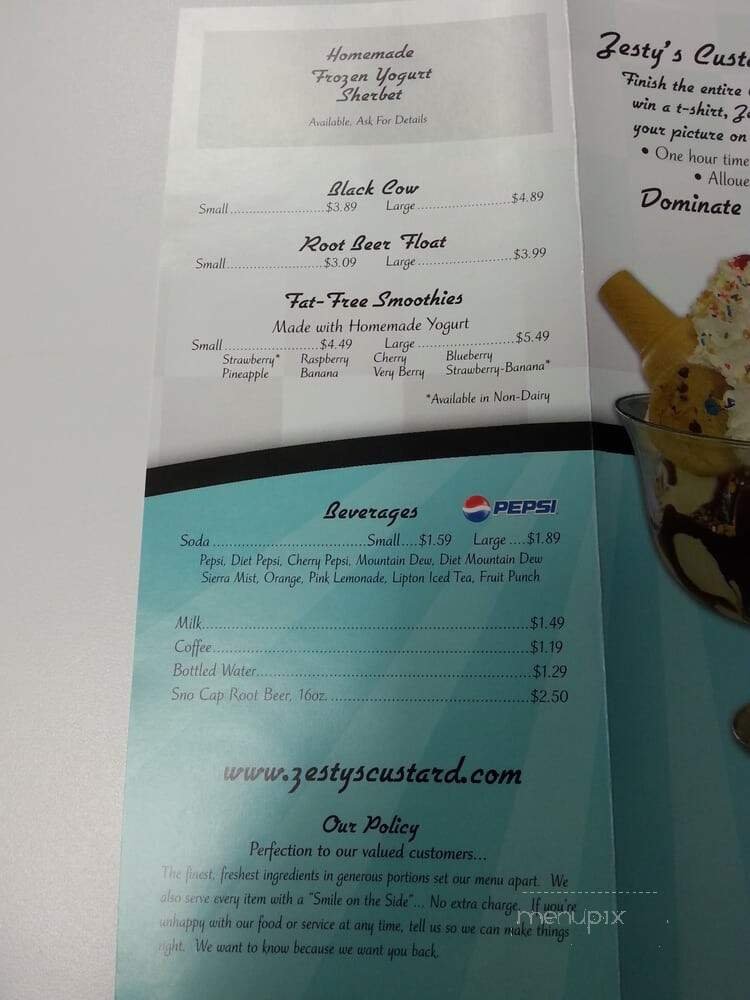 Homemade
Frozen Yogurt
Sherbet
Available, Ask For Details
Black Cow
Small..........................$3.89 Large..........................$4.89
Root Beer Float
Small..........................$3.09 Large..........................$3.99
Fat-Free Smoothies
Made with Homemade Yogurt
Small..........................$4.49 Large..........................$5.49
Strawberry* Raspberry Cherry Blueberry
Pineapple Banana Very Berry Strawberry-Banana*
*Available in Non-Dairy
Beverages PEPSI
Soda..........................Small....$1.59 Large....$1.89
Pepsi, Diet Pepsi, Cherry Pepsi, Mountain Dew, Diet Mountain Dew
Sierra Mist, Orange, Pink Lemonade, Lipton Iced Tea, Fruit Punch
Milk..........................$1.49
Coffee..........................$1.19
Bottled Water..........................$1.29
Sno Cap Root Beer, 16oz...........................$2.50
www.zestyscustard.com
Our Policy
Perfection to our valued customers...
The finest, freshest ingredients in generous portions set our menu apart. We
also serve every item with a "Smile on the Side"... No extra charge. If you're
unhappy with our food or service at any time, tell us so we can make things
right. We want to know because we want you back.
Zesty's
Finish the entire
win a t-shirt,
your picture on
• One hour time
•
Dominate
menupix